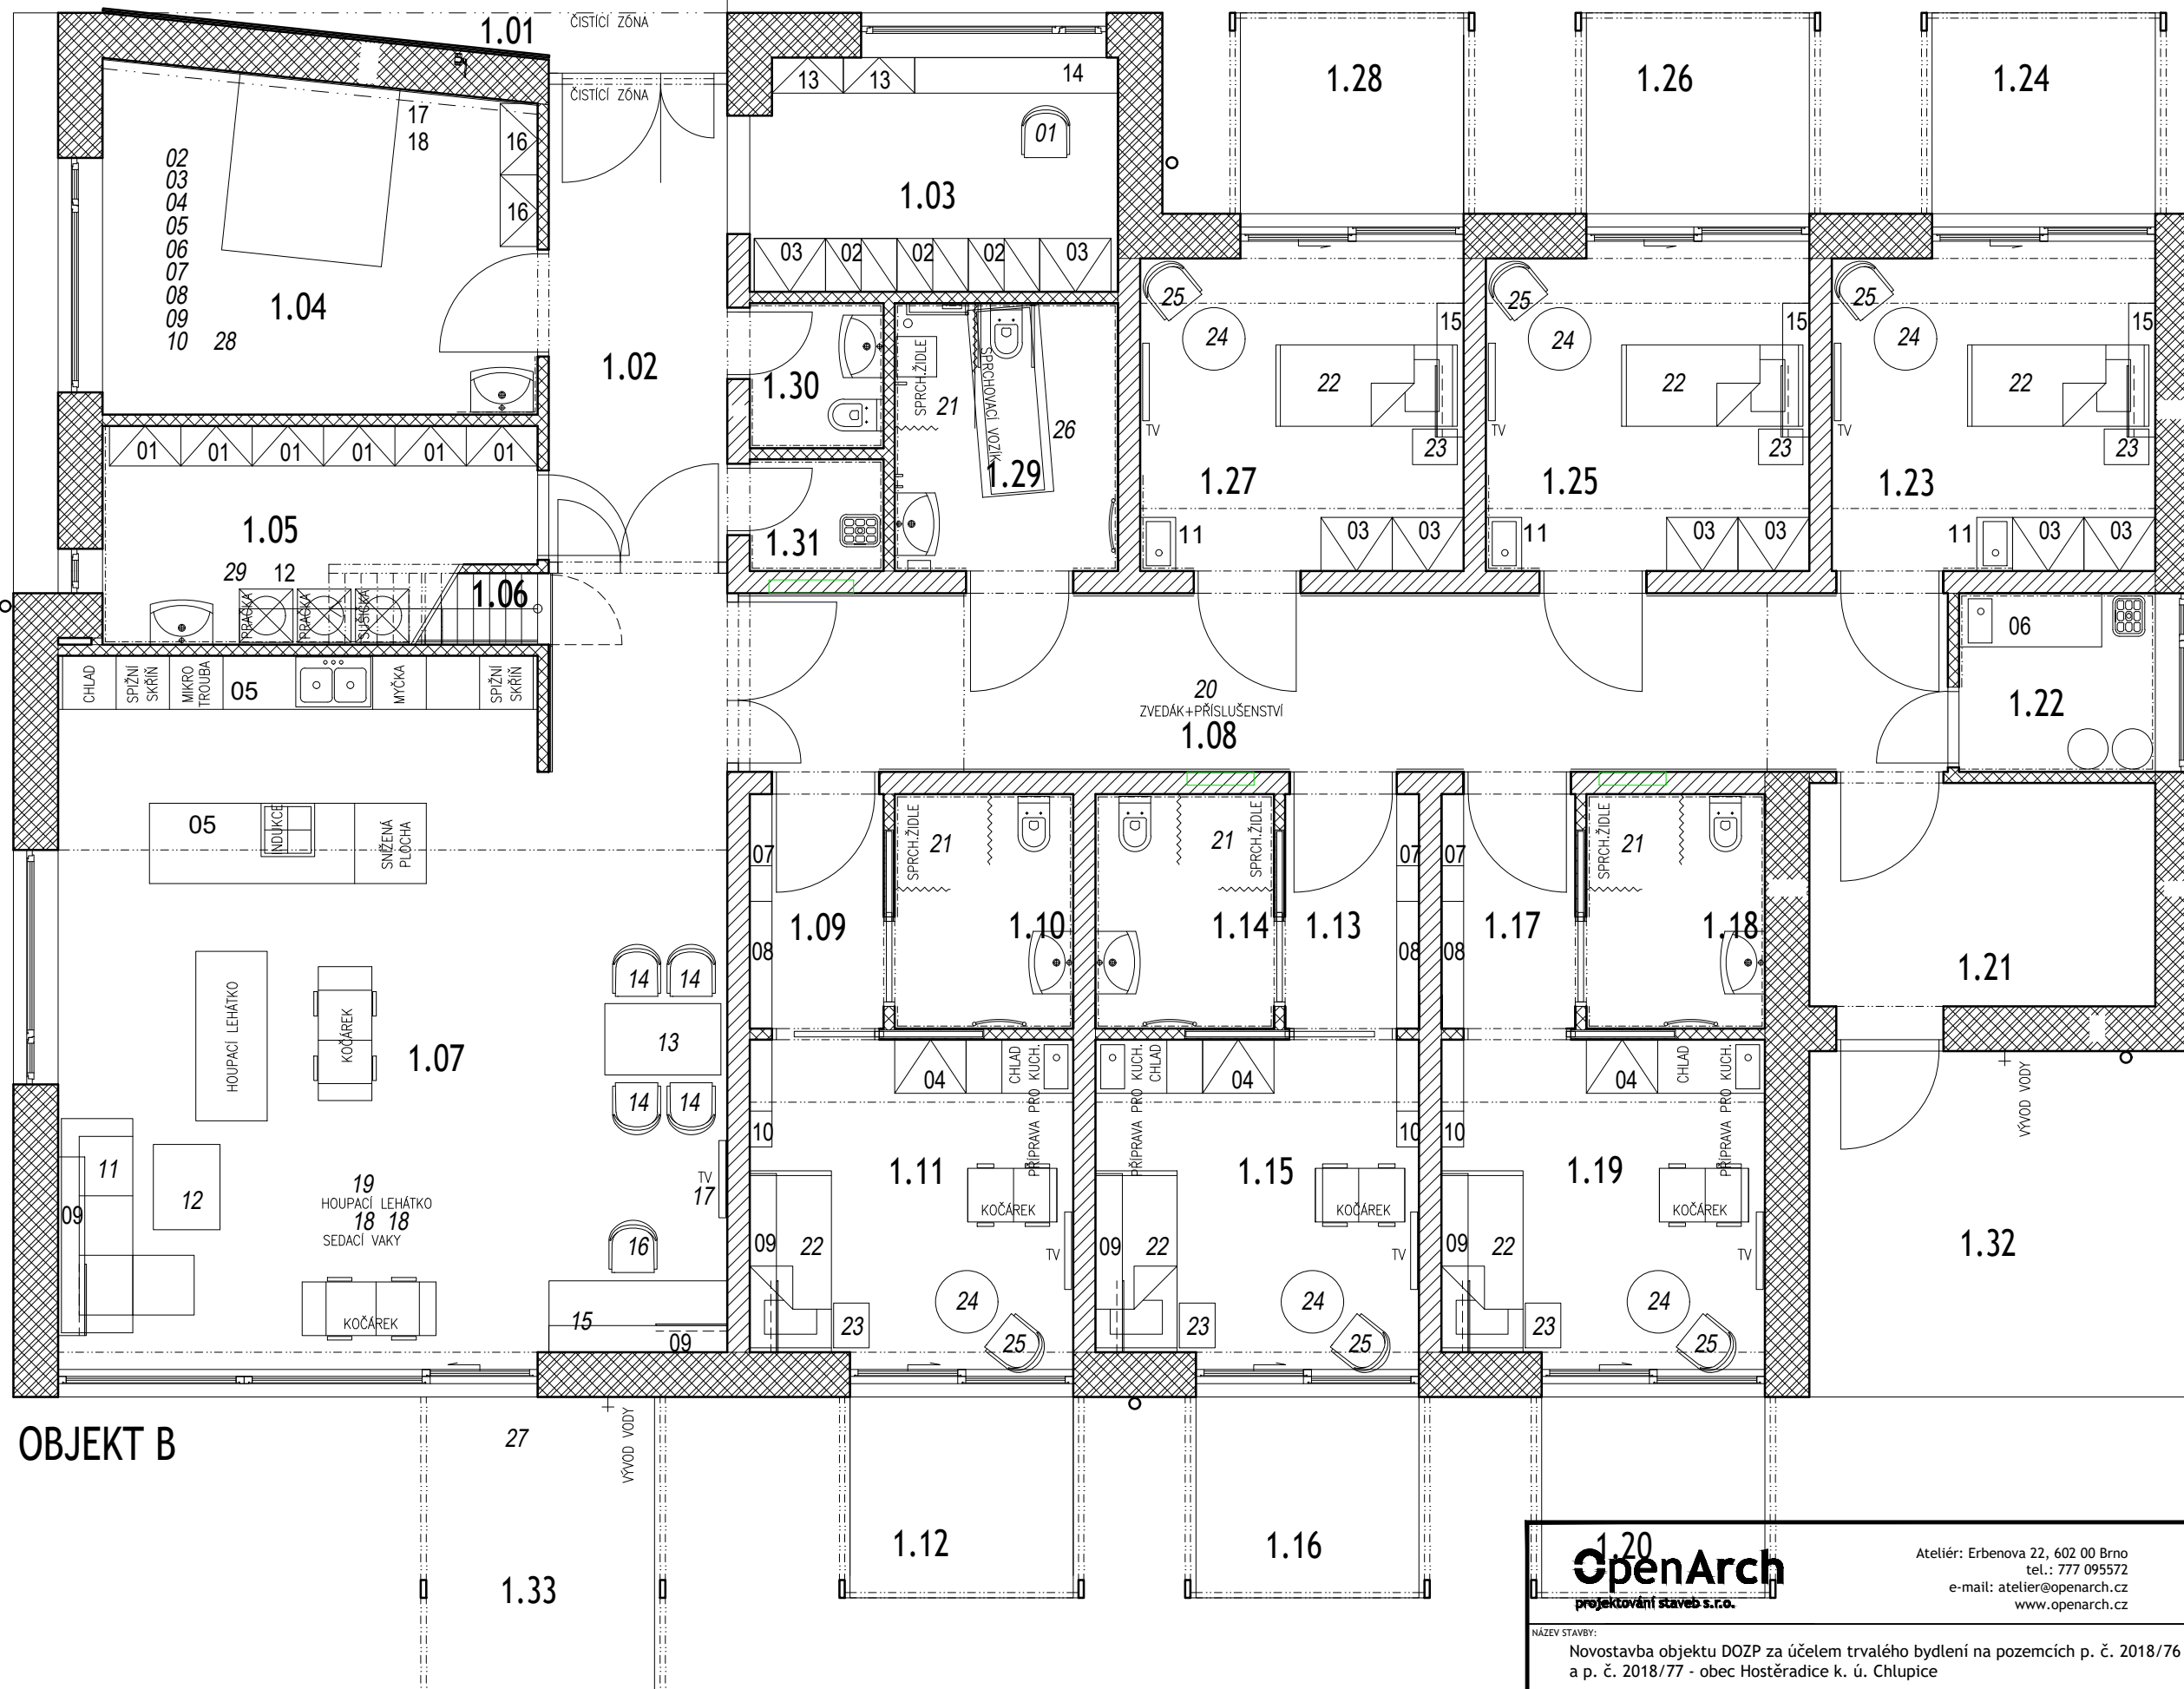 1.01
ČISTÍCÍ ZÓNA
ČISTÍCÍ ZÓNA
13 13 14
01
1.28
1.26
1.24
17
18
16
16
02
03
04
05
06
07
08
09
10 28
1.04
1.03
03 02 02 02 03
1.02
1.30
SPRCH.ŽIDLE
21
SPRCHOVACÍ VOZÍK
26
1.29
1.31
25
24
15
22
TV
23
1.27
11
03 03
25
24
15
22
TV
23
1.25
11
03 03
25
24
15
22
TV
23
1.23
11
03 03
01 01 01 01 01 01
1.05
29 12
PRAČKA
PRAČKA
SUŠIČKA
1.06
06
1.22
CHLAD
SPIŽNÍ
SKŘÍŇ
MIKRO
TROUBA
05
MYČKA
SPIŽNÍ
SKŘÍŇ
20
ZVEDÁK+PŘÍSLUŠENSTVÍ
1.08
05
INDUKCE
SNÍŽENÁ
PLOCHA
07
SPRCH.ŽIDLE
21
1.09
1.10
08
21
SPRCH.ŽIDLE
07
1.14
1.13
08
07
SPRCH.ŽIDLE
21
1.17
1.18
08
1.21
HOUPACÍ LEHÁTKO
KOČÁREK
1.07
14 14
13
14 14
11
12
09
19
HOUPACÍ LEHÁTKO
18 18
SEDACÍ VAKY
TV
17
16
KOČÁREK
15
09
04
CHLAD
PŘÍPRAVA PRO KUCH.
10
1.11
KOČÁREK
09
22
TV
24
23
25
PŘÍPRAVA PRO KUCH.
CHLAD
04
10
1.15
KOČÁREK
09
22
TV
24
23
25
04
CHLAD
PŘÍPRAVA PRO KUCH.
10
1.19
KOČÁREK
09
22
TV
24
23
25
VÝVOD VODY
1.32
OBJEKT B
27
VÝVOD VODY
1.33
1.12
1.16
1.20
OpenArch
projektování staveb s.r.o.
Ateliér: Erbenova 22, 602 00 Brno
tel.: 777 095572
e-mail: atelier@openarch.cz
www.openarch.cz
NÁZEV STAVBY:
Novostavba objektu DOZP za účelem trvalého bydlení na pozemcích p. č. 2018/76
a p. č. 2018/77 - obec Hostěradice k. ú. Chlupice